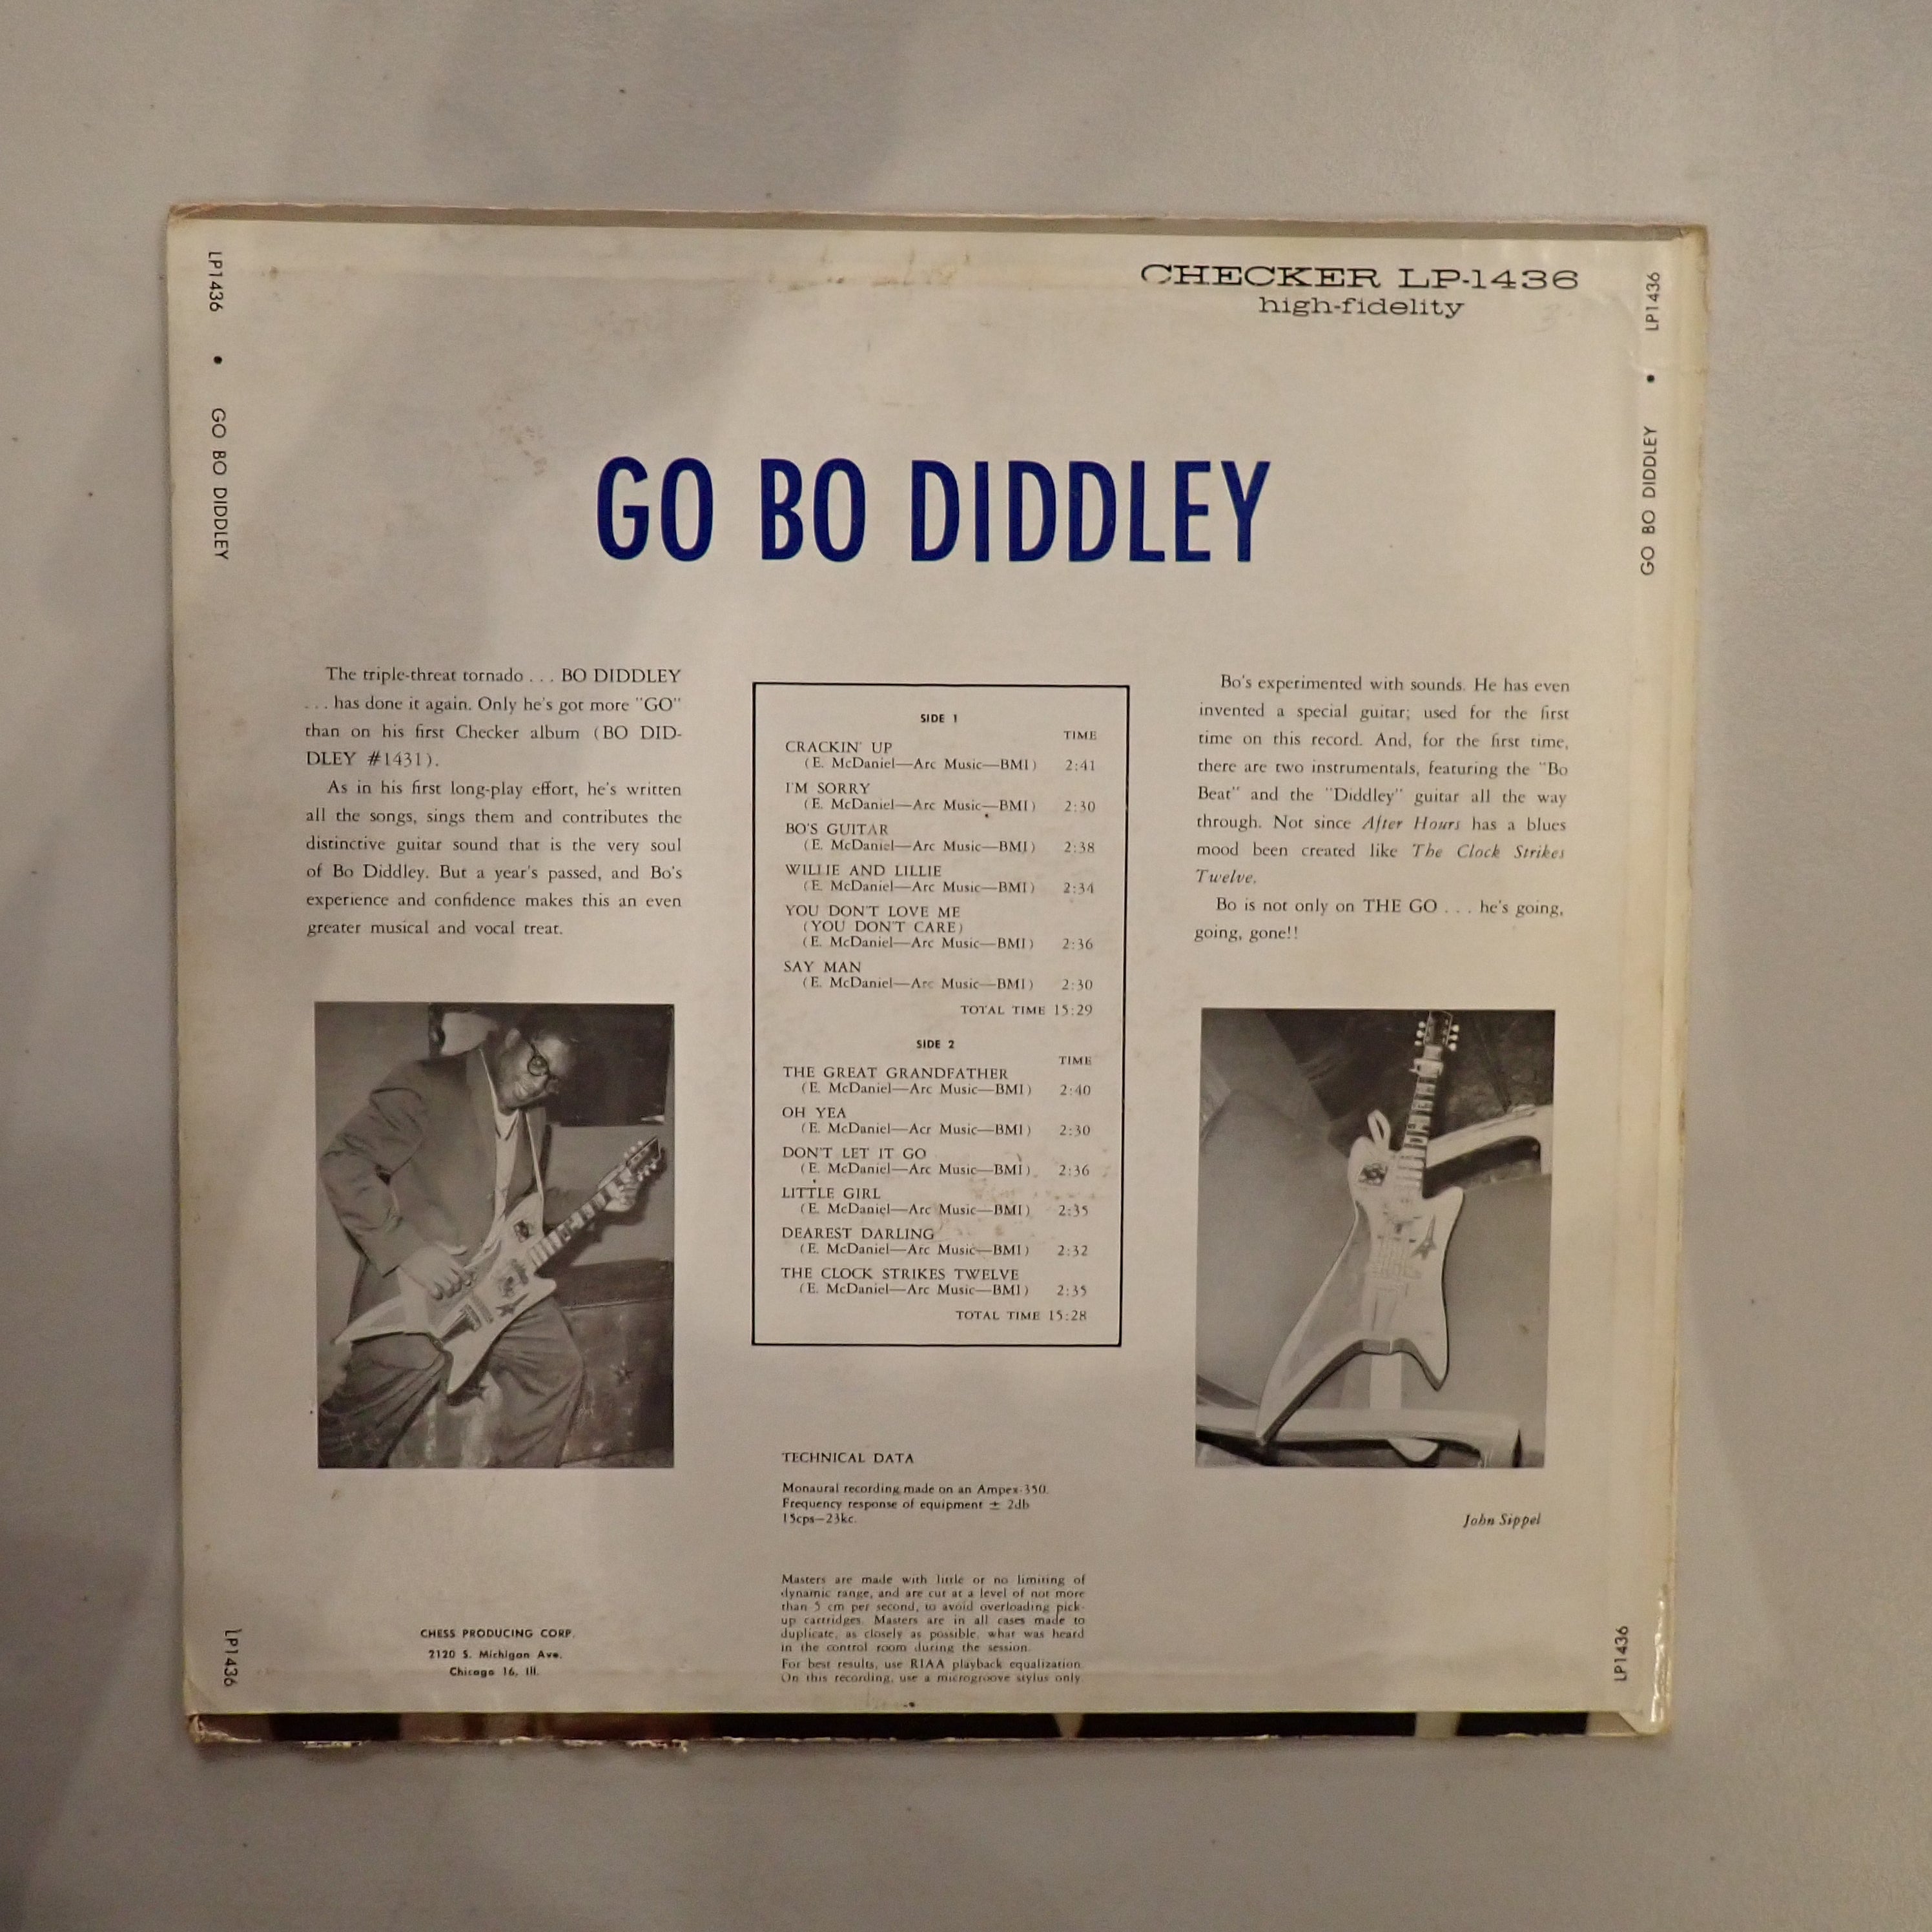 CHECKER LP-1436
high-fidelity
LP1436 • GO BO DIDDLEY
LP1436
LP1436 • GO BO DIDDLEY
LP1436
GO BO DIDDLEY
The triple-threat tornado . . . BO DIDDLEY
. . . has done it again. Only he's got more "GO"
than on his first Checker album (BO DID-
DLEY #1431).
As in his first long-play effort, he's written
all the songs, sings them and contributes the
distinctive guitar sound that is the very soul
of Bo Diddley. But a year's passed, and Bo's
experience and confidence makes this an even
greater musical and vocal treat.
SIDE 1
TIME
CRACKIN' UP
(E. McDaniel—Arc Music—BMI) 2:41
I'M SORRY
(E. McDaniel—Arc Music—BMI) 2:30
BO'S GUITAR
(E. McDaniel—Arc Music—BMI) 2:38
WILLIE AND LILLIE
(E. McDaniel—Arc Music—BMI) 2:34
YOU DON'T LOVE ME
(YOU DON'T CARE)
(E. McDaniel—Arc Music—BMI) 2:36
SAY MAN
(E. McDaniel—Arc Music—BMI) 2:30
TOTAL TIME 15:29
SIDE 2
TIME
THE GREAT GRANDFATHER
(E. McDaniel—Arc Music—BMI) 2:40
OH YEA
(E. McDaniel—Acr Music—BMI) 2:30
DON'T LET IT GO
(E. McDaniel—Arc Music—BMI) 2:36
LITTLE GIRL
(E. McDaniel—Arc Music—BMI) 2:35
DEAREST DARLING
(E. McDaniel—Arc Music—BMI) 2:32
THE CLOCK STRIKES TWELVE
(E. McDaniel—Arc Music—BMI) 2:35
TOTAL TIME 15:28
Bo's experimented with sounds. He has even
invented a special guitar; used for the first
time on this record. And, for the first time,
there are two instrumentals, featuring the "Bo
Beat" and the "Diddley" guitar all the way
through. Not since After Hours has a blues
mood been created like The Clock Strikes
Twelve.
Bo is not only on THE GO . . . he's going,
going, gone!!
John Sippel
TECHNICAL DATA
Monaural recording made on an Ampex-350.
Frequency response of equipment ± 2db
15cps—23kc.
Masters are made with little or no limiting of
dynamic range, and are cut at a level of not more
than 5 cm per second, to avoid overloading pick-
up cartridges. Masters are in all cases made to
duplicate, as closely as possible, what was heard
in the control room during the session.
For best results, use RIAA playback equalization.
On this recording, use a microgroove stylus only.
CHESS PRODUCING CORP.
2120 S. Michigan Ave.
Chicago 16, Ill.